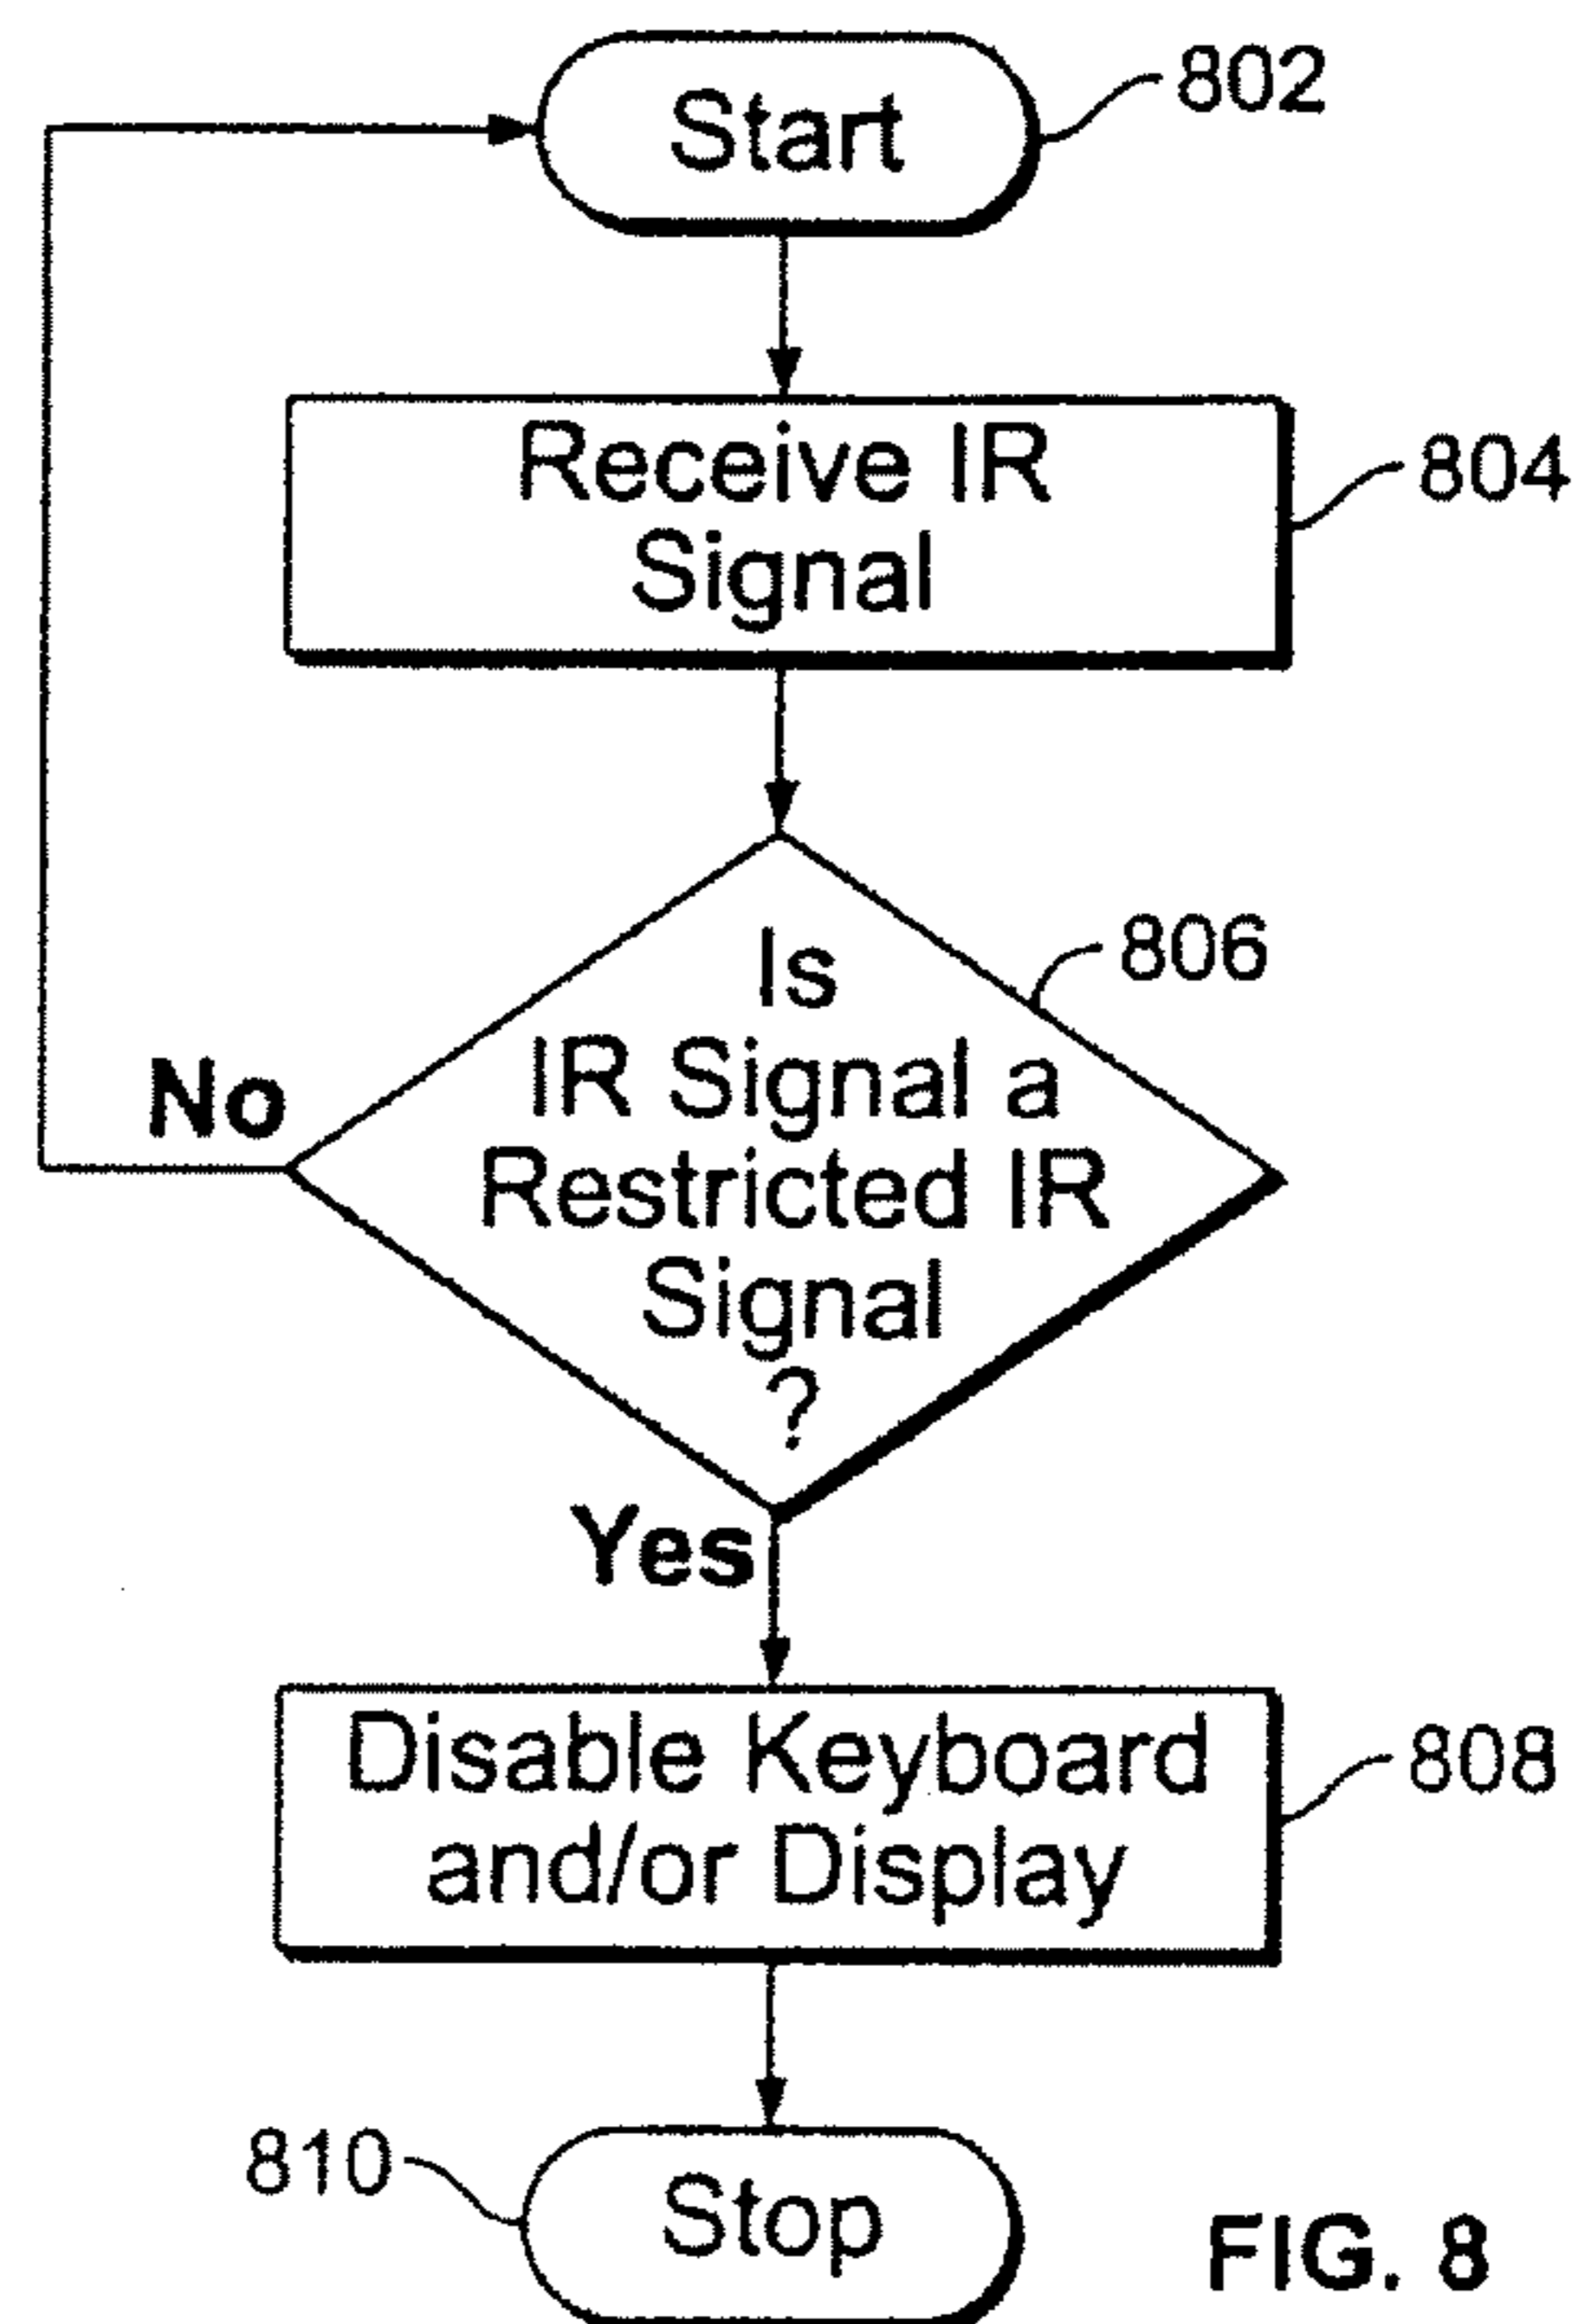 Start
802
Receive IR
Signal
804
Is
IR Signal a
Restricted IR
Signal
?
806
No
Yes
Disable Keyboard
and/or Display
808
810
Stop
FIG. 8